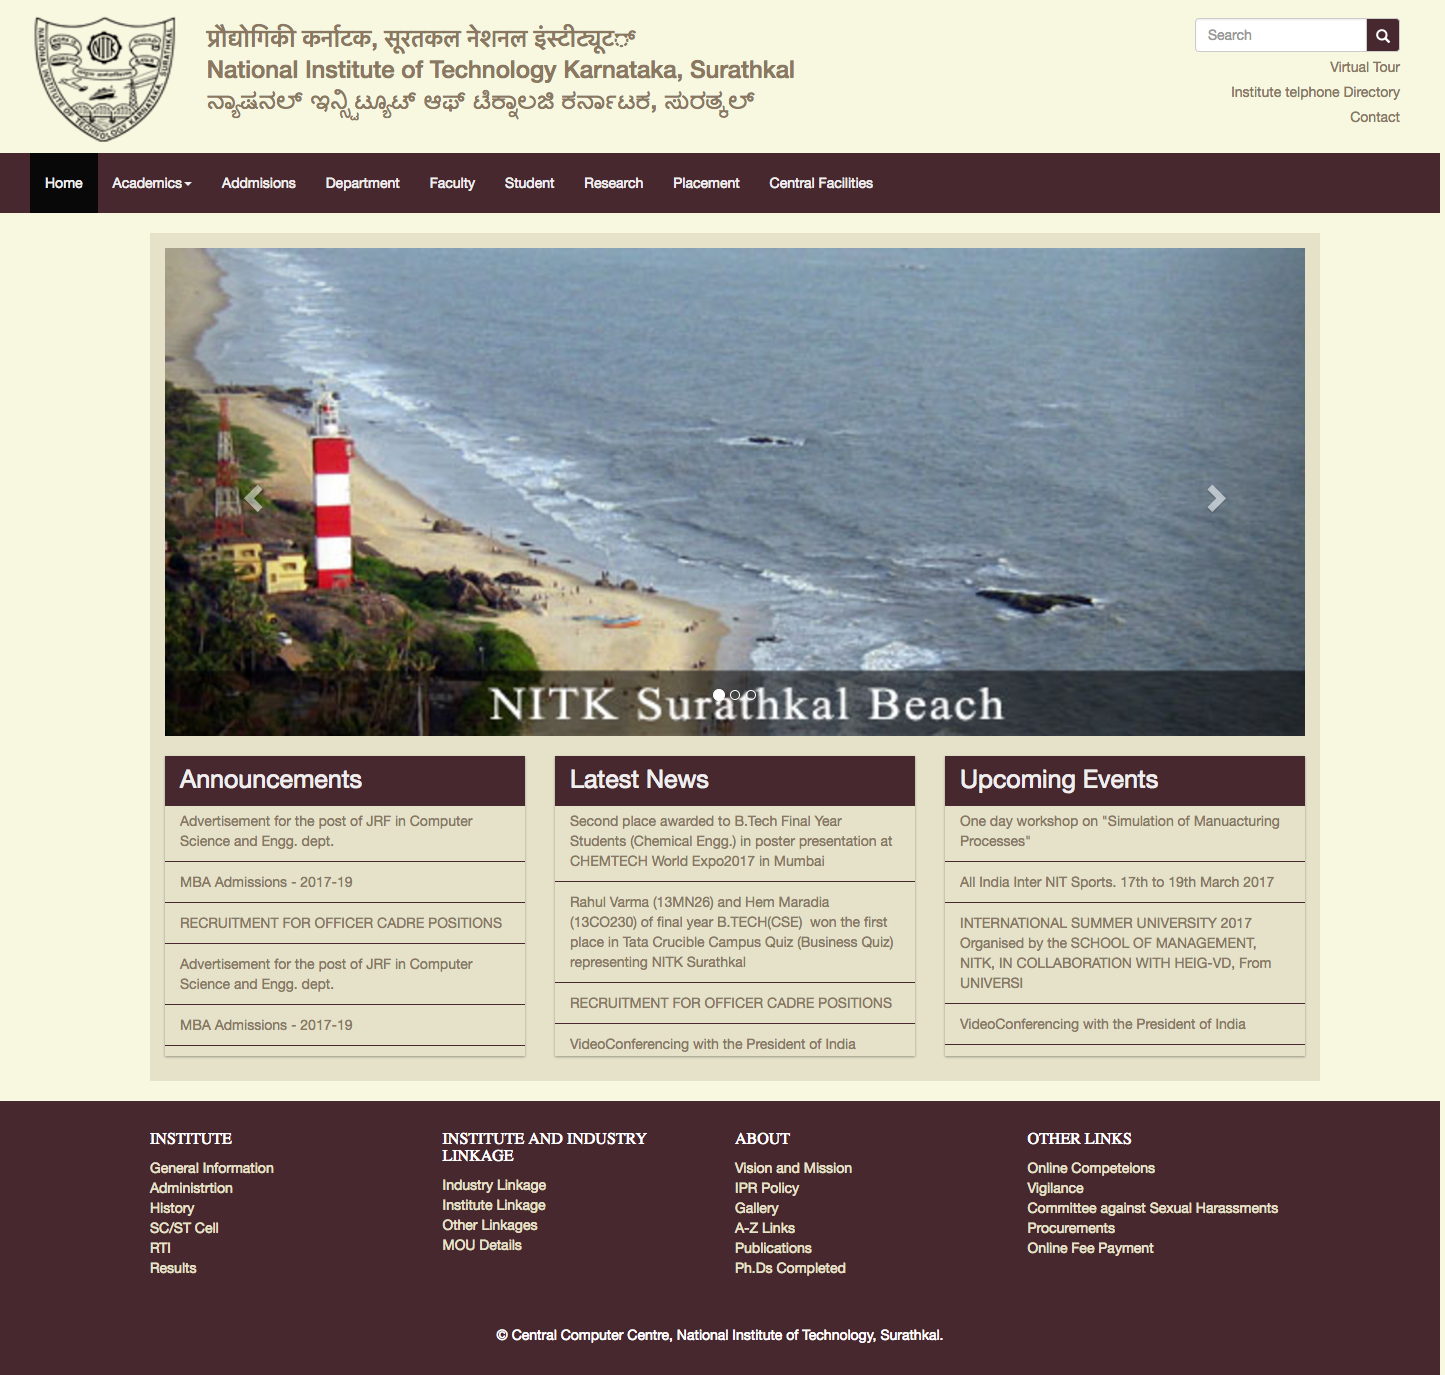 प्रौद्योगिकी कर्नाटक, सूरतकल नेशनल इंस्टीट्यूट
National Institute of Technology Karnataka, Surathkal
ನ್ಯಾಷನಲ್ ಇನ್ಸ್ಟಿಟ್ಯೂಟ್ ಆಫ್ ಟೆಕ್ನಾಲಜಿ ಕರ್ನಾಟಕ, ಸುರತ್ಕಲ್
NATIONAL INSTITUTE OF TECHNOLOGY KARNATAKA, SURATHKAL
Search
Virtual Tour
Institute telphone Directory
Contact
Home Academics Addmisions Department Faculty Student Research Placement Central Facilities
NITK Surathkal Beach
Announcements
Advertisement for the post of JRF in Computer
Science and Engg. dept.
MBA Admissions - 2017-19
RECRUITMENT FOR OFFICER CADRE POSITIONS
Advertisement for the post of JRF in Computer
Science and Engg. dept.
MBA Admissions - 2017-19
Latest News
Second place awarded to B.Tech Final Year
Students (Chemical Engg.) in poster presentation at
CHEMTECH World Expo2017 in Mumbai
Rahul Varma (13MN26) and Hem Maradia
(13CO230) of final year B.TECH(CSE) won the first
place in Tata Crucible Campus Quiz (Business Quiz)
representing NITK Surathkal
RECRUITMENT FOR OFFICER CADRE POSITIONS
VideoConferencing with the President of India
Upcoming Events
One day workshop on "Simulation of Manuacturing
Processes"
All India Inter NIT Sports. 17th to 19th March 2017
INTERNATIONAL SUMMER UNIVERSITY 2017
Organised by the SCHOOL OF MANAGEMENT,
NITK, IN COLLABORATION WITH HEIG-VD, From
UNIVERSI
VideoConferencing with the President of India
INSTITUTE
General Information
Administrtion
History
SC/ST Cell
RTI
Results
INSTITUTE AND INDUSTRY
LINKAGE
Industry Linkage
Institute Linkage
Other Linkages
MOU Details
ABOUT
Vision and Mission
IPR Policy
Gallery
A-Z Links
Publications
Ph.Ds Completed
OTHER LINKS
Online Competeions
Vigilance
Committee against Sexual Harassments
Procurements
Online Fee Payment
© Central Computer Centre, National Institute of Technology, Surathkal.